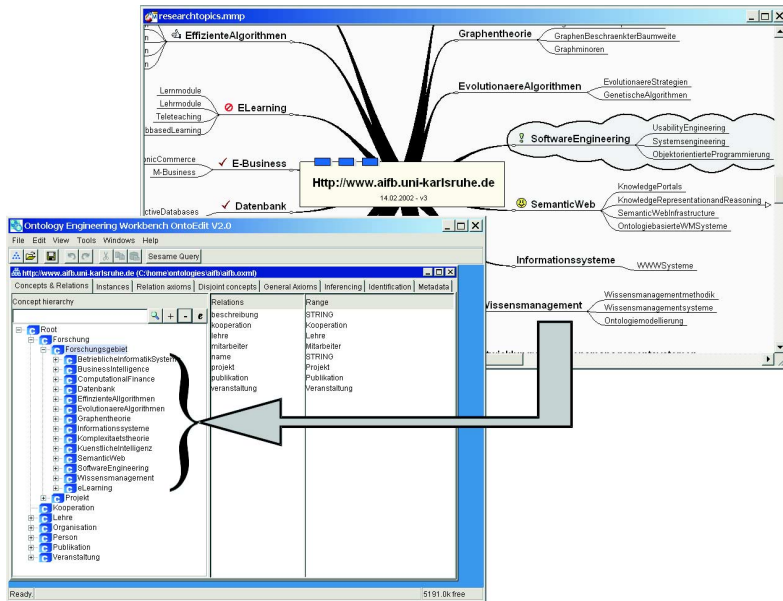 researchtopics.mmp
EffizienteAlgorithmen
Graphentheorie
GraphenBeschraenkterBaumweite
Graphminoren
EvolutionaereAlgorithmen
EvolutionaereStrategien
GenetischeAlgorithmen
Lernmodule
Lehrmodule
Teleteaching
ELearning
SoftwareEngineering
UsabilityEngineering
Systemsengineering
ObjektorientierteProgrammierung
M-Business
E-Business
Http://www.aifb.uni-karlsruhe.de
14.02.2002 - v3
Datenbank
SemanticWeb
KnowledgePortals
KnowledgeRepresentationandReasoning
SemanticWebInfrastructure
OntologiebasierteWMSysteme
Informationssysteme
WWWSysteme
Wissensmanagement
Wissensmanagementmethodik
Wissensmanagementsysteme
Ontologiemodellierung
Ontology Engineering Workbench OntoEdit V2.0
File Edit View Tools Windows Help
Sesame Query
http://www.aifb.uni-karlsruhe.de (C:\home\ontologies\aifb\aifb.oxml)
Concepts & Relations Instances Relation axioms Disjoint concepts General Axioms Inferencing Identification Metadata
Concept hierarchy
Relations Range
beschreibung STRING
kooperation Kooperation
lehre Lehre
mitarbeiter Mitarbeiter
name STRING
projekt Projekt
publikation Publikation
veranstaltung Veranstaltung
Root
Forschung
Forschungsgebiet
BetrieblicheInformatikSystem
BusinessIntelligence
ComputationalFinance
Datenbank
EffinzienteAllgorithmen
EvolutionaereAlgorithmen
Graphentheorie
Informationssysteme
Komplexitaetstheorie
KuenstlicheIntelligenz
SemanticWeb
SoftwareEngineering
Wissensmanagement
eLearning
Projekt
Kooperation
Lehre
Organisation
Person
Publikation
Veranstaltung
Ready.
5191.0k free